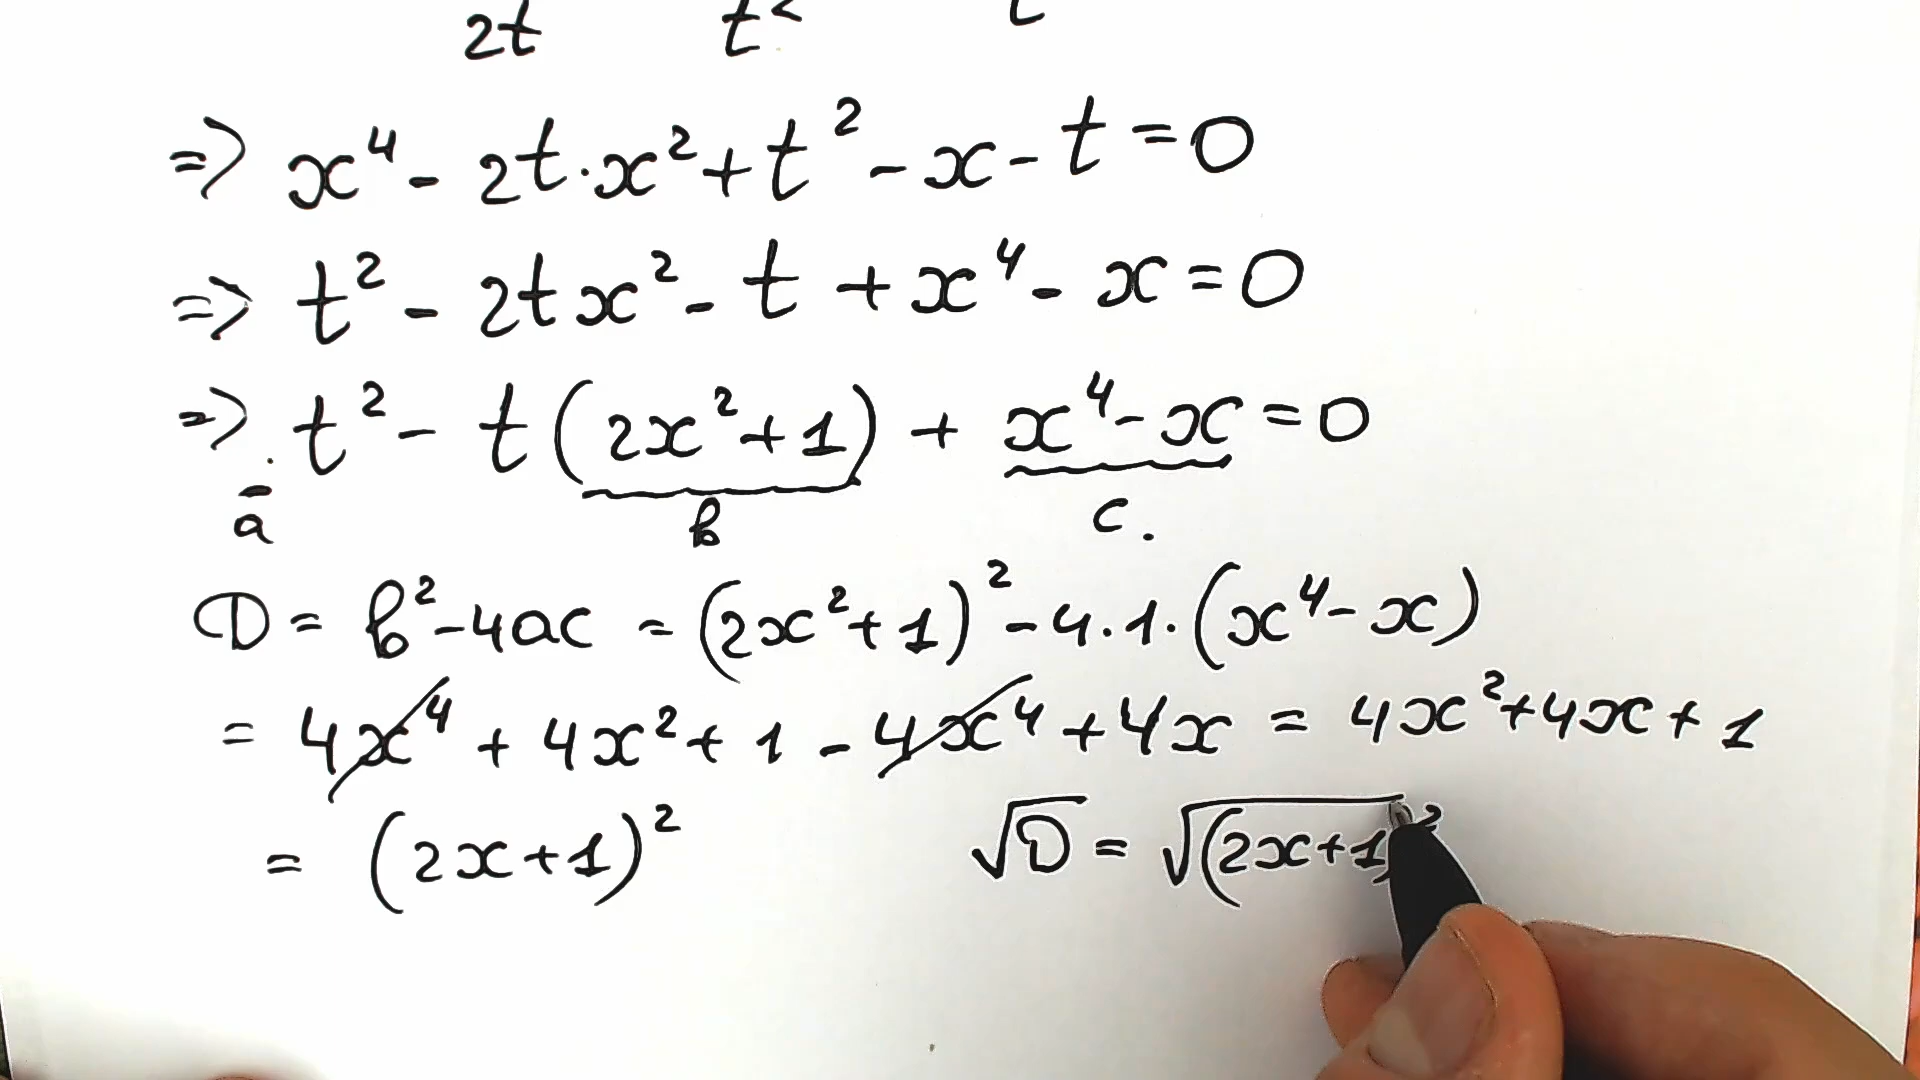 2t t² t
=> x⁴ - 2t·x² + t² - x - t = 0
=> t² - 2tx² - t + x⁴ - x = 0
=> t² - t(2x² + 1) + x⁴ - x = 0
a в c.
D = в² - 4ac = (2x² + 1)² - 4·1·(x⁴ - x)
= 4x⁴ + 4x² + 1 - 4x⁴ + 4x = 4x² + 4x + 1
= (2x + 1)² √D = √(2x + 1)²